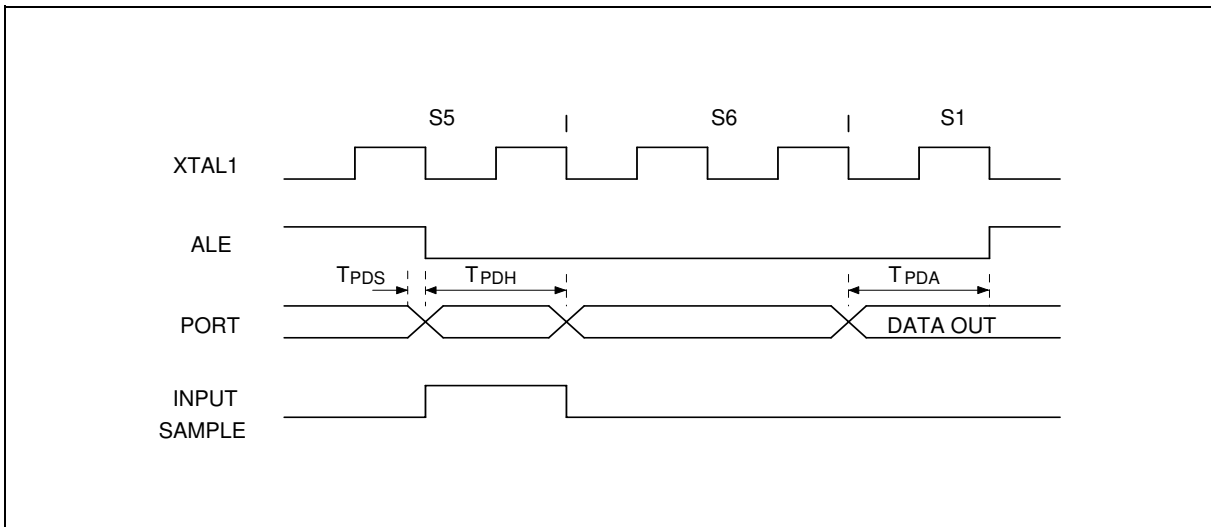 S5 | S6 | S1
XTAL1
ALE
TPDS TPDH TPDA
PORT DATA OUT
INPUT
SAMPLE